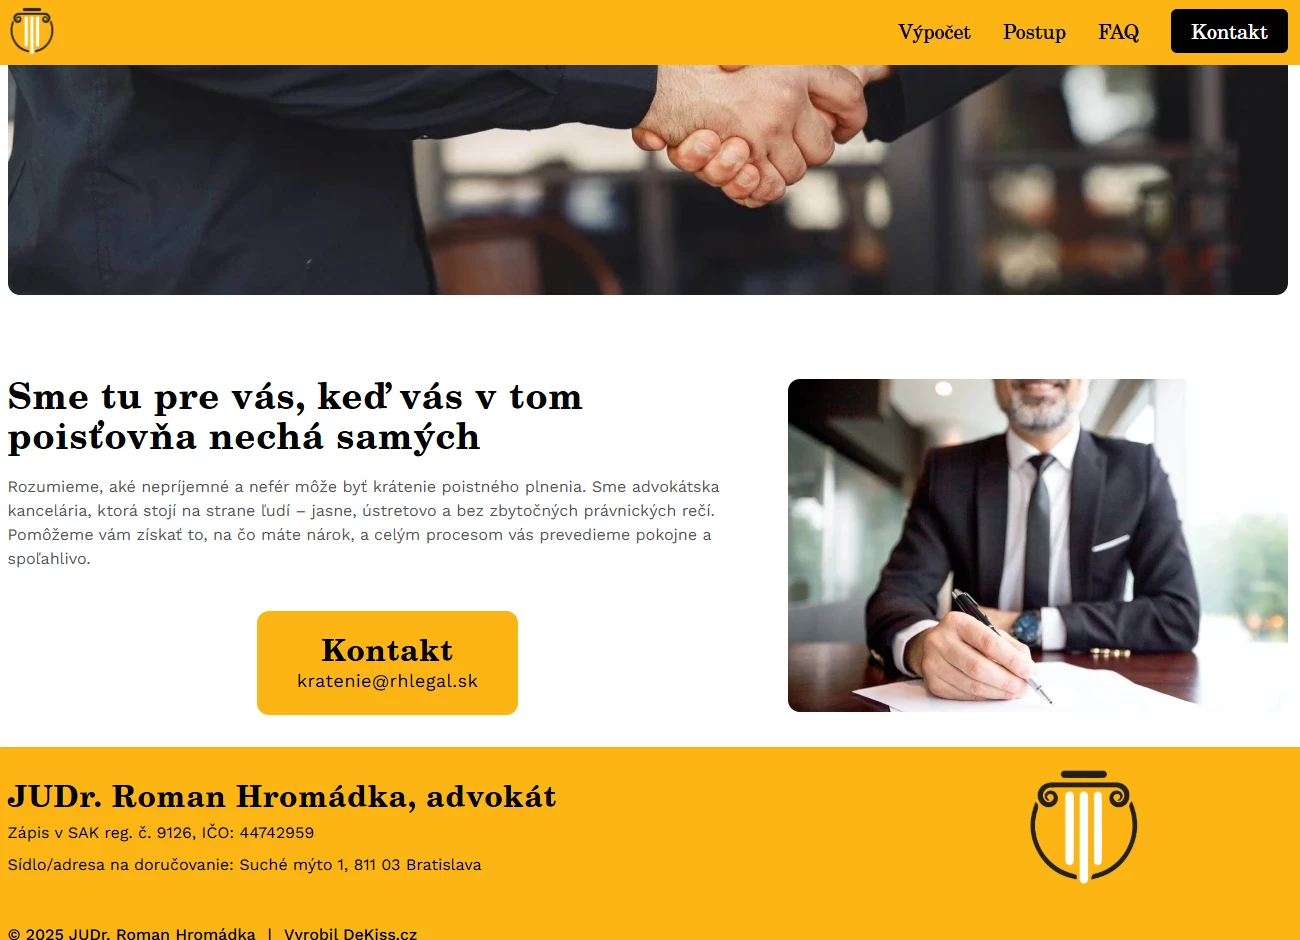 Výpočet Postup FAQ Kontakt
Sme tu pre vás, keď vás v tom
poisťovňa nechá samých
Rozumieme, aké nepríjemné a nefér môže byť krátenie poistného plnenia. Sme advokátska
kancelária, ktorá stojí na strane ľudí – jasne, ústretovo a bez zbytočných právnických rečí.
Pomôžeme vám získať to, na čo máte nárok, a celým procesom vás prevedieme pokojne a
spoľahlivo.
Kontakt
kratenie@rhlegal.sk
JUDr. Roman Hromádka, advokát
Zápis v SAK reg. č. 9126, IČO: 44742959
Sídlo/adresa na doručovanie: Suché mýto 1, 811 03 Bratislava
© 2025 JUDr. Roman Hromádka | Vyrobil DeKiss.cz